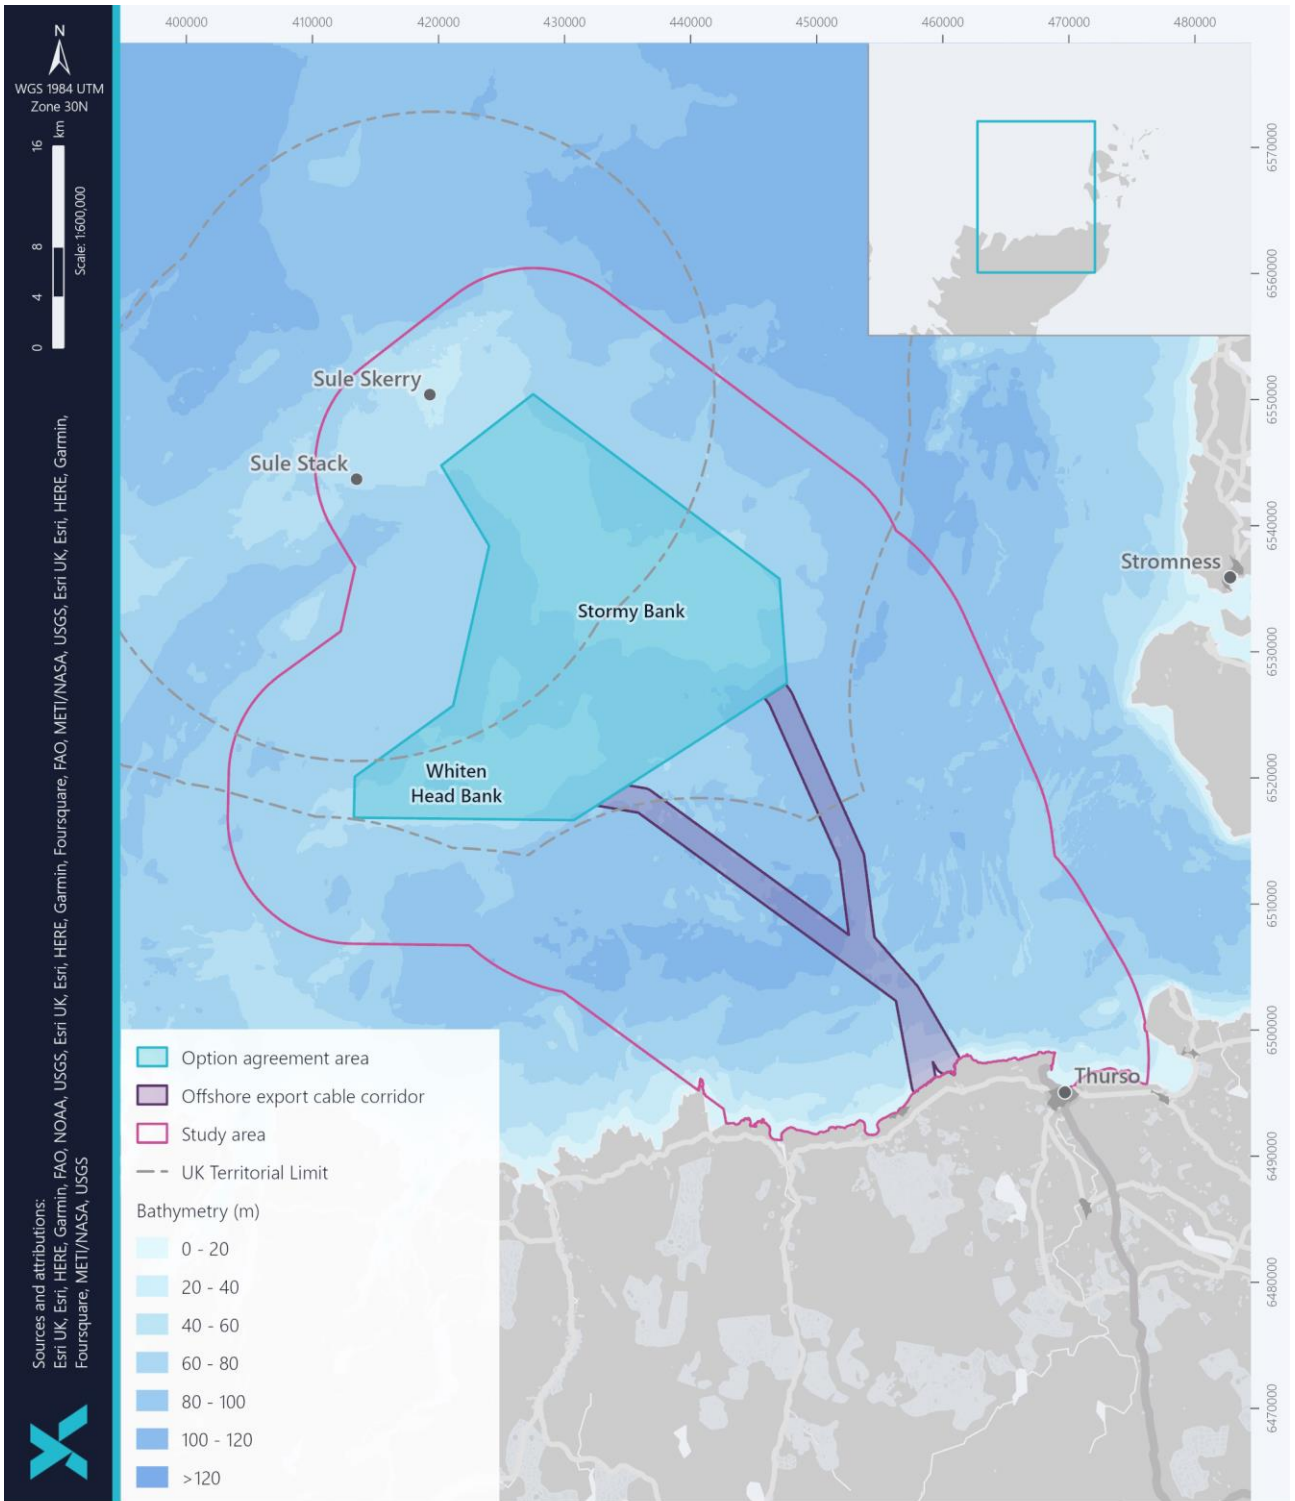 400000 410000 420000 430000 440000 450000 460000 470000 480000
N
WGS 1984 UTM
Zone 30N
0 4 8 16 km
Scale: 1:600,000
Sources and attributions:
Esri UK, Esri, HERE, Garmin, FAO, NOAA, USGS, Esri UK, Esri, HERE, Garmin, Foursquare, FAO, METI/NASA, USGS, Esri UK, Esri, HERE, Garmin,
Foursquare, METI/NASA, USGS
6570000
6560000
6550000
6540000
6530000
6520000
6510000
6500000
6490000
6480000
6470000
Sule Skerry
Sule Stack
Stromness
Stormy Bank
Whiten
Head Bank
Thurso
Option agreement area
Offshore export cable corridor
Study area
UK Territorial Limit
Bathymetry (m)
0 - 20
20 - 40
40 - 60
60 - 80
80 - 100
100 - 120
>120